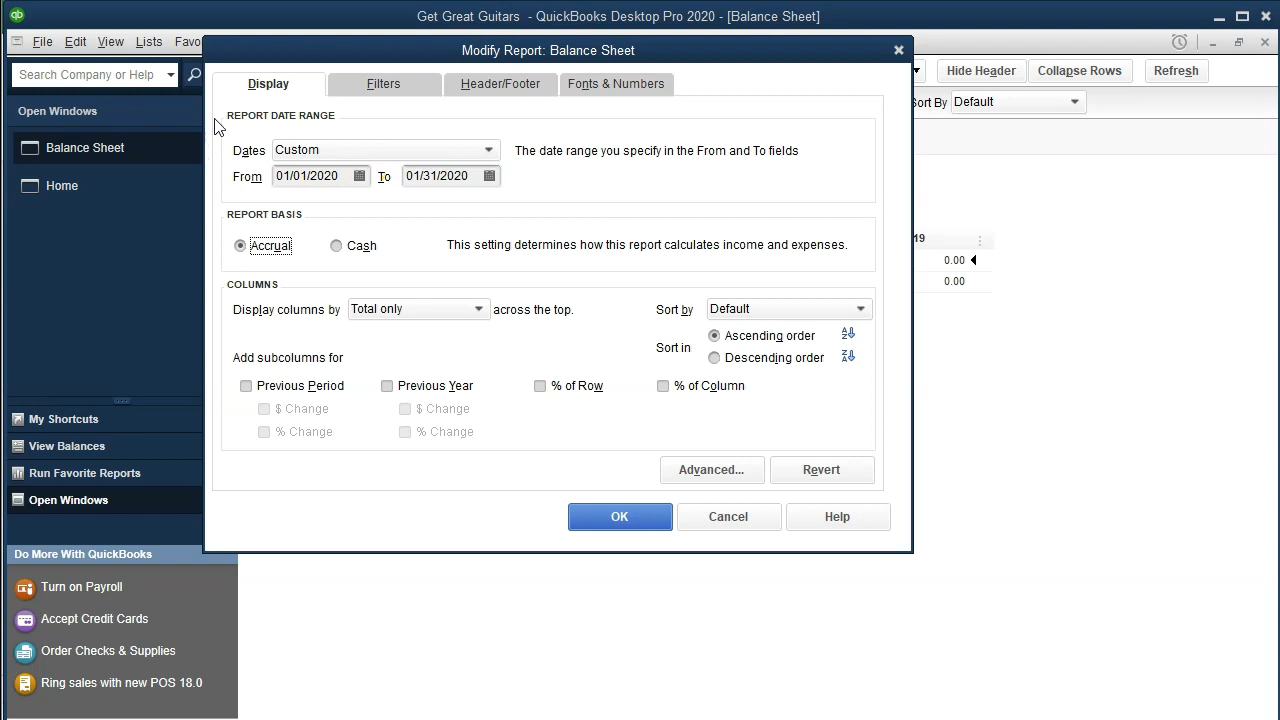 Get Great Guitars - QuickBooks Desktop Pro 2020 - [Balance Sheet]
File Edit View Lists Favo
Search Company or Help
Open Windows
Balance Sheet
Home
My Shortcuts
View Balances
Run Favorite Reports
Open Windows
Do More With QuickBooks
Turn on Payroll
Accept Credit Cards
Order Checks & Supplies
Ring sales with new POS 18.0
Modify Report: Balance Sheet
Display Filters Header/Footer Fonts & Numbers
REPORT DATE RANGE
Dates Custom The date range you specify in the From and To fields
From 01/01/2020 To 01/31/2020
REPORT BASIS
Accrual Cash This setting determines how this report calculates income and expenses.
COLUMNS
Display columns by Total only across the top. Sort by Default
Sort in Ascending order
Descending order
Add subcolumns for
Previous Period Previous Year % of Row % of Column
$ Change $ Change
% Change % Change
Advanced... Revert
OK Cancel Help
Hide Header Collapse Rows Refresh
Sort By Default
19
0.00
0.00